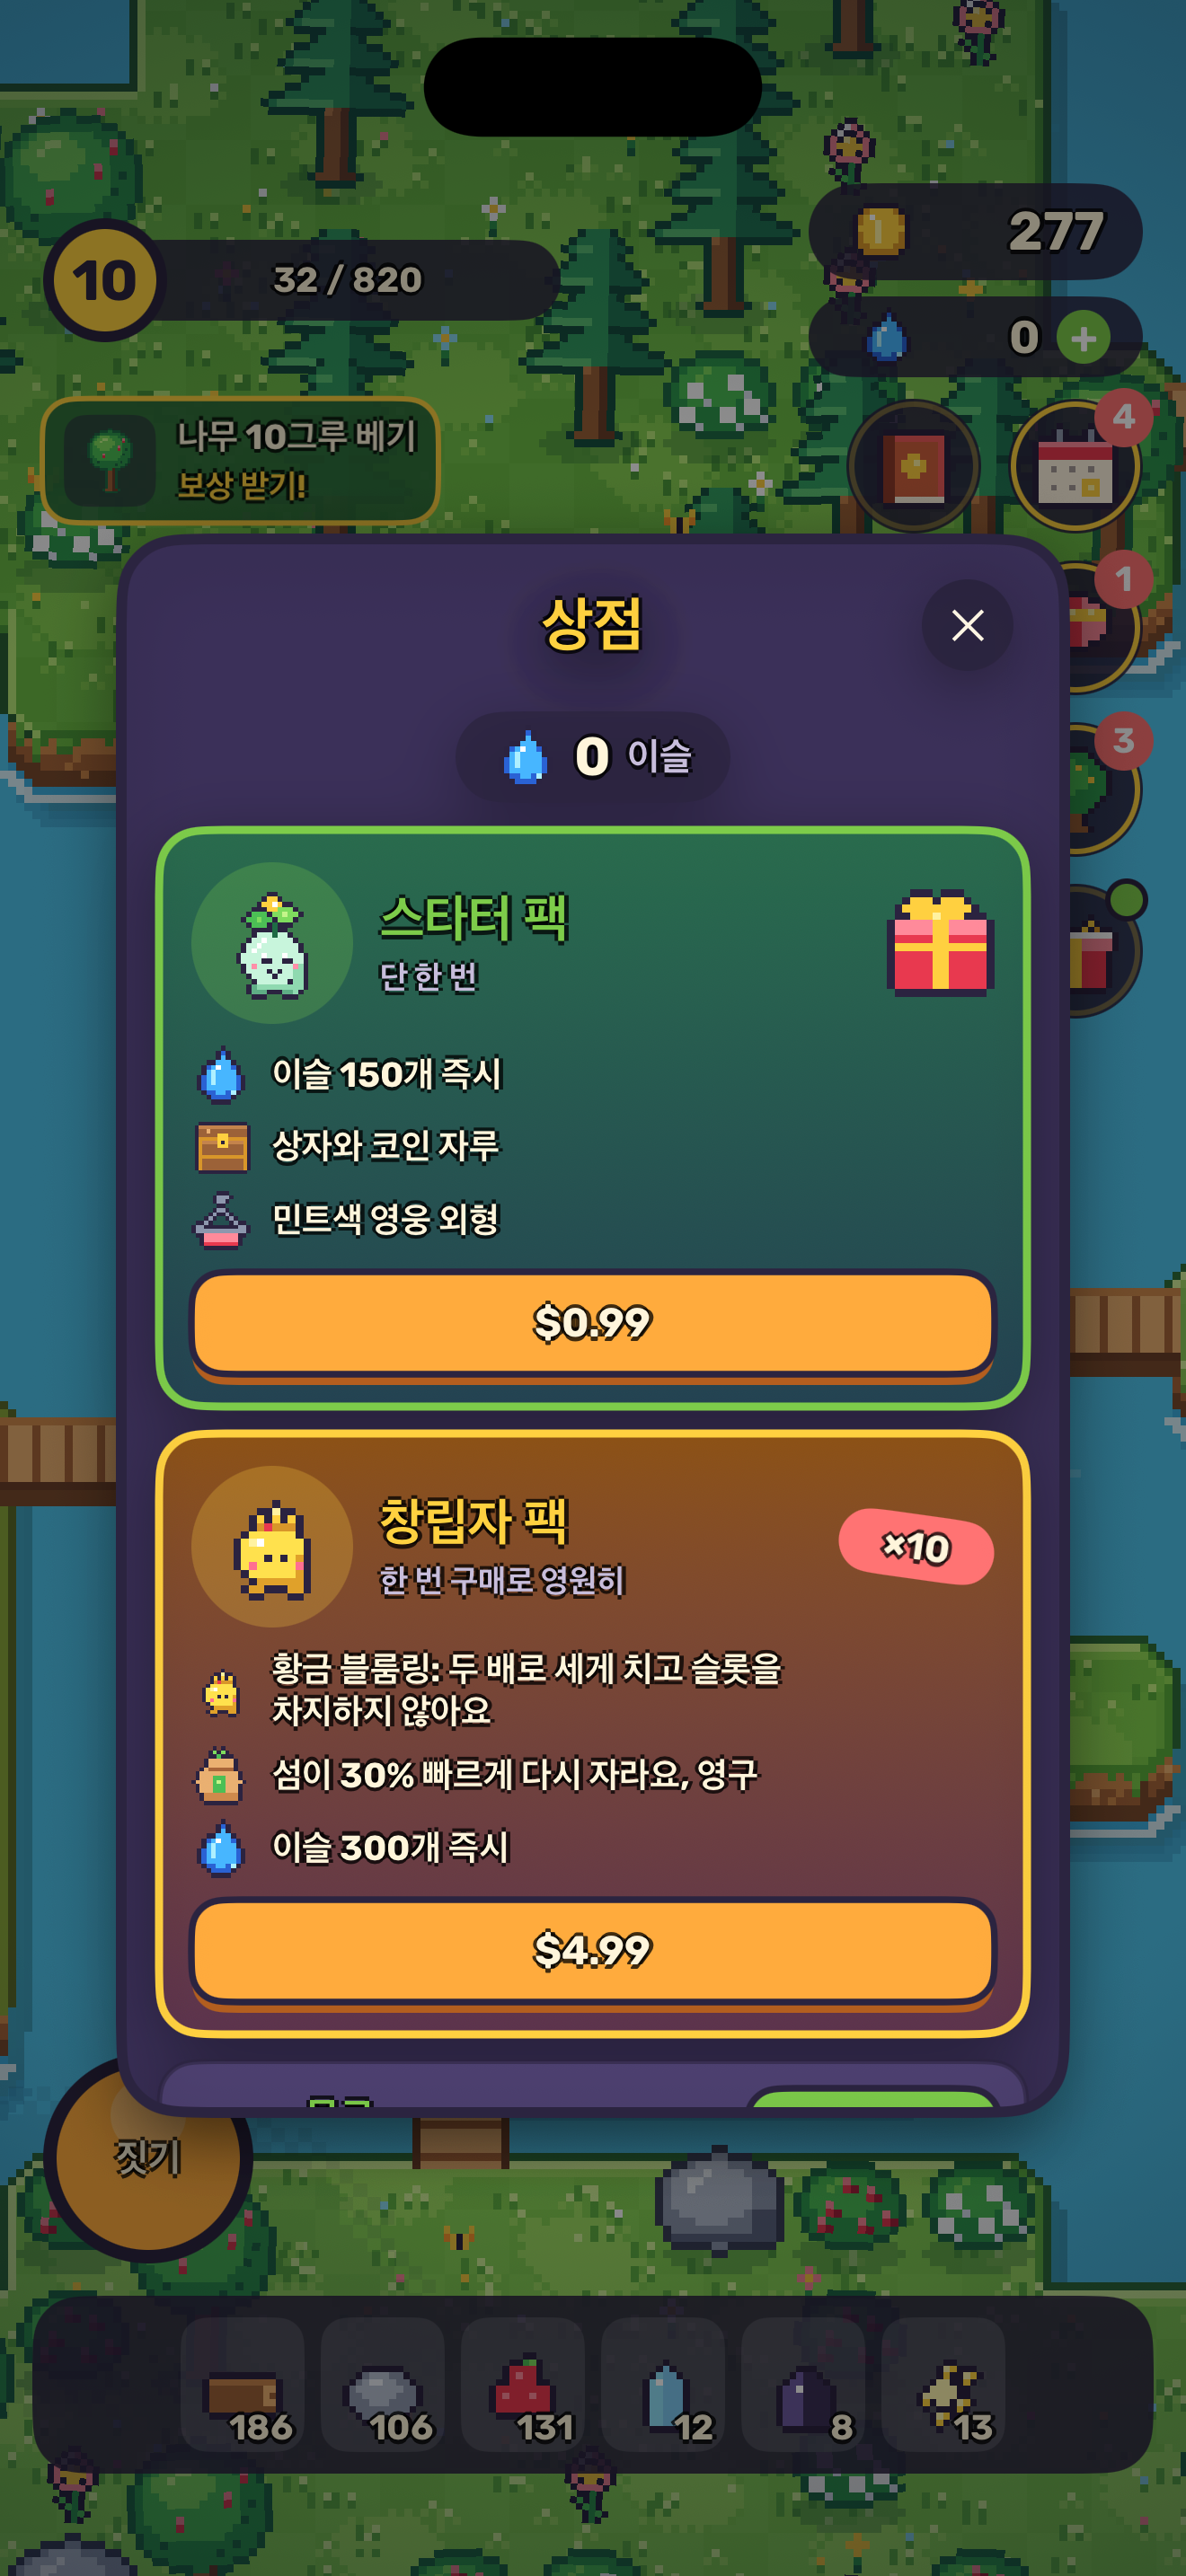 277
10
32 / 820
0
나무 10그루 베기
보상 받기!
4
1
3
상점
0 이슬
스타터 팩
단 한 번
이슬 150개 즉시
상자와 코인 자루
민트색 영웅 외형
$0.99
창립자 팩
한 번 구매로 영원히
×10
황금 블룸링: 두 배로 세게 치고 슬롯을
차지하지 않아요
섬이 30% 빠르게 다시 자라요, 영구
이슬 300개 즉시
$4.99
짓기
186
106
131
12
8
13